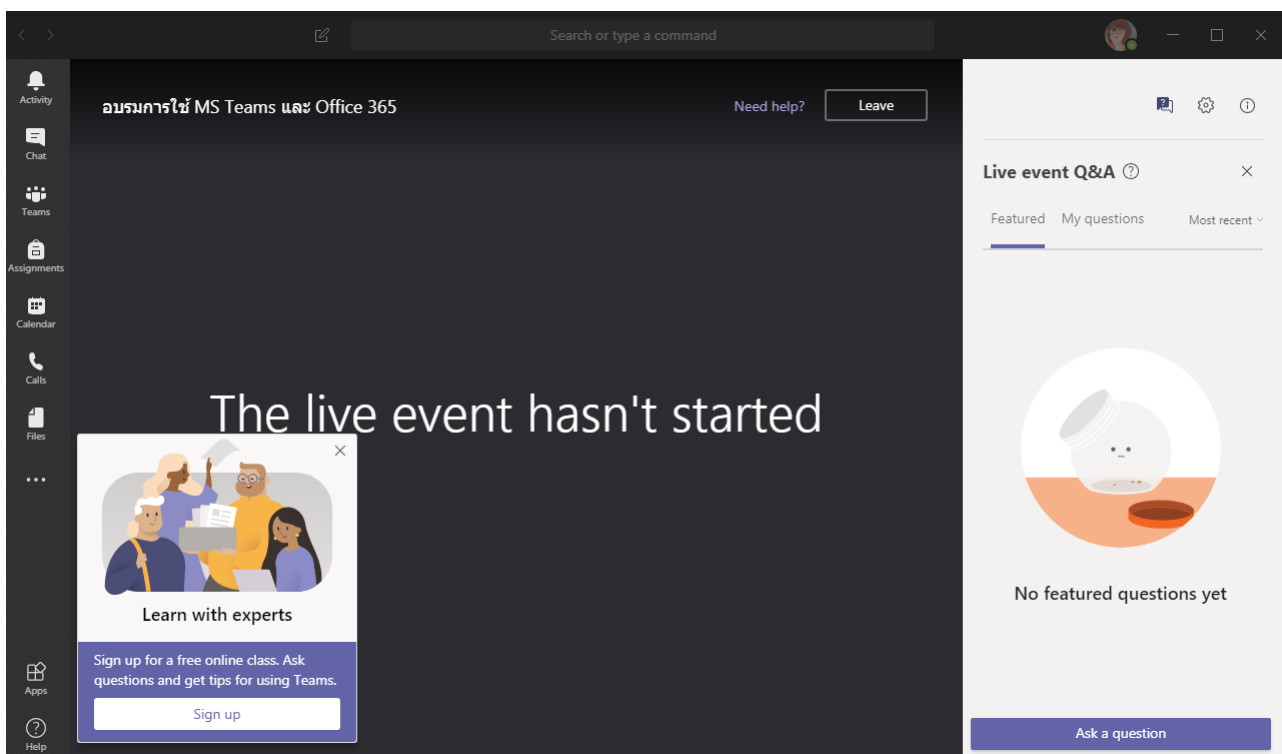 Search or type a command
Activity
Chat
Teams
Assignments
Calendar
Calls
Files
Apps
Help
อบรมการใช้ MS Teams และ Office 365
Need help?
Leave
The live event hasn't started
Learn with experts
Sign up for a free online class. Ask
questions and get tips for using Teams.
Sign up
Live event Q&A
Featured
My questions
Most recent
No featured questions yet
Ask a question